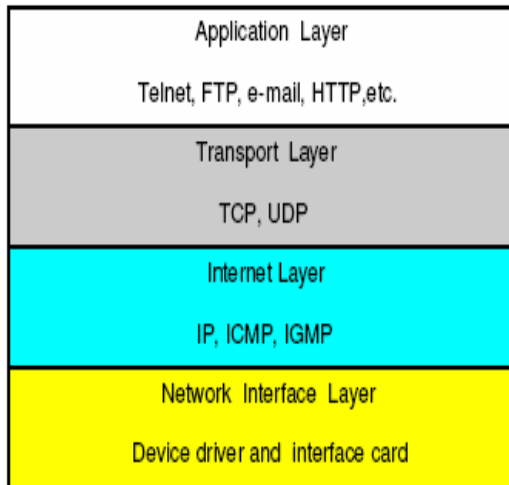 Application Layer
Telnet, FTP, e-mail, HTTP,etc.
Transport Layer
TCP, UDP
Internet Layer
IP, ICMP, IGMP
Network Interface Layer
Device driver and interface card